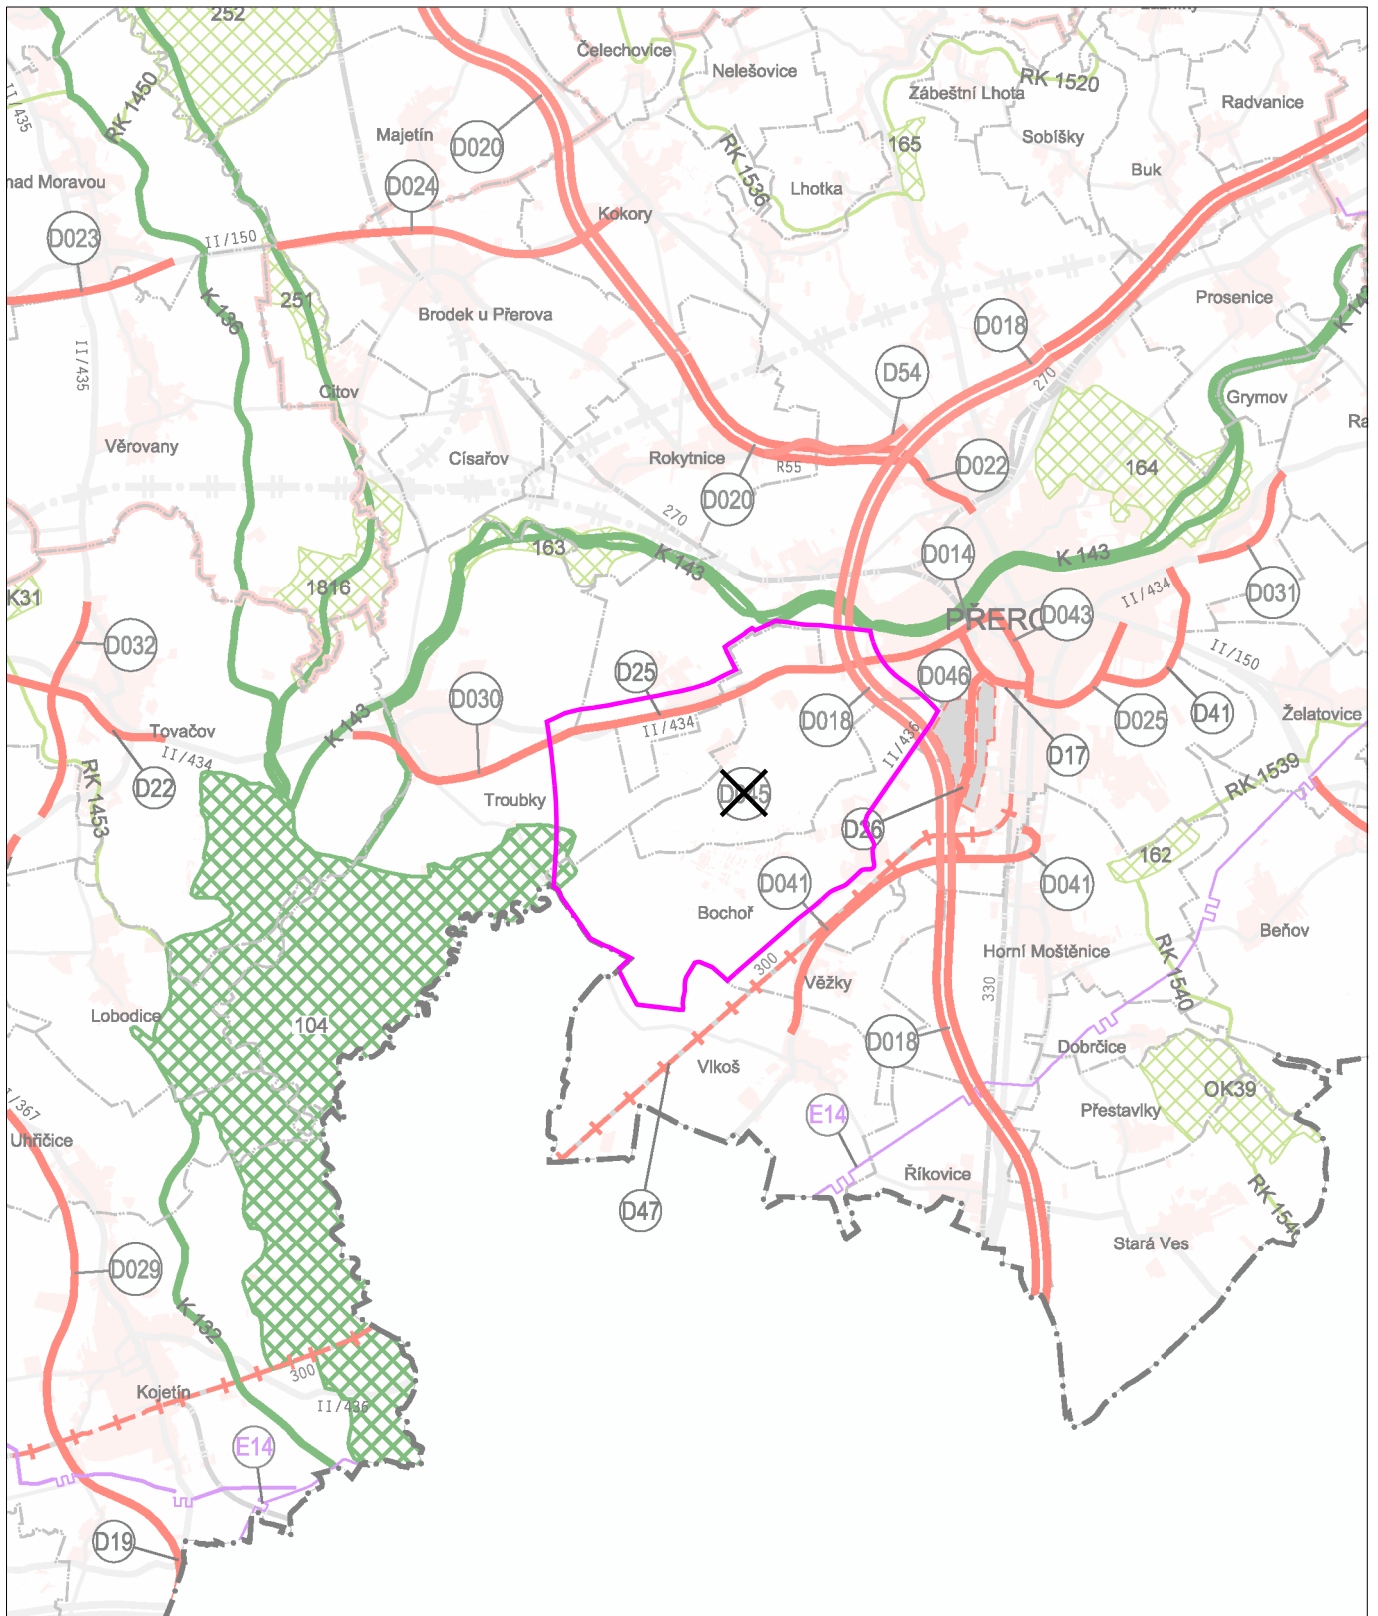 252
Čelechovice
Nelešovice
RK 1450
II/435
Zábeštní Lhota
RK 1520
Radvanice
Majetín
D020
Sobíšky
165
Buk
RK 1536
nad Moravou
D024
Lhotka
Kokory
D023
II/150
251
K 136
Brodek u Přerova
Prosenice
D018
K 143
II/435
D54
270
Citov
Grymov
Věrovany
Císařov
Rokytnice
R55
D022
164
D020
270
163
K 143
D014
K 143
1816
K31
II/434
D031
PŘERO
D043
D032
II/150
D25
D046
D030
K 143
D018
II/434
II/436
D025
D41
Želatovice
Tovačov
II/434
D17
D22
RK 1453
Troubky
RK 1539
D26
162
D041
D041
Bochoř
Beňov
300
Horní Moštěnice
Věžky
330
RK 1540
Lobodice
104
D018
Dobrčice
Vlkoš
OK39
E14
Přestavlky
Uhřičice
Říkovice
D47
RK 154
Stará Ves
D029
K 132
300
Kojetín
II/436
E14
D19